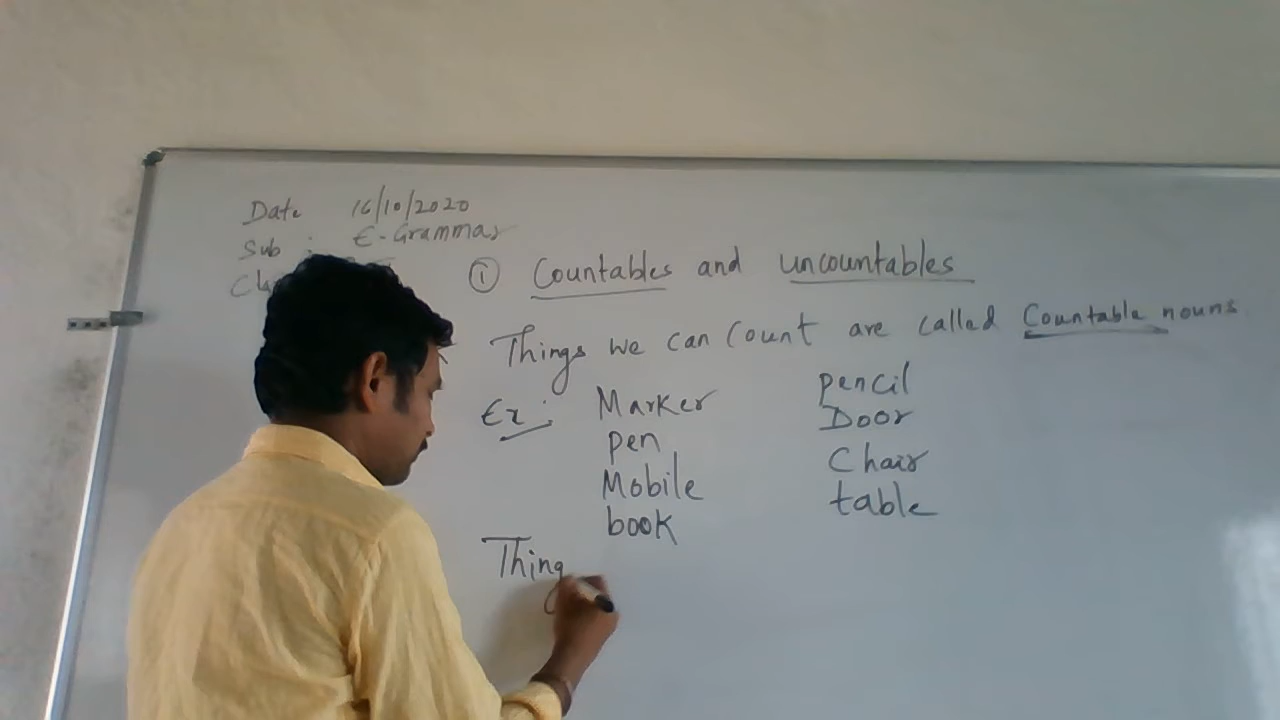 Date 16/10/2020
Sub : E-Grammar
① Countables and uncountables
Things we can count are called Countable nouns
Ex: Marker pencil
pen Door
Mobile Chair
book table
Thing